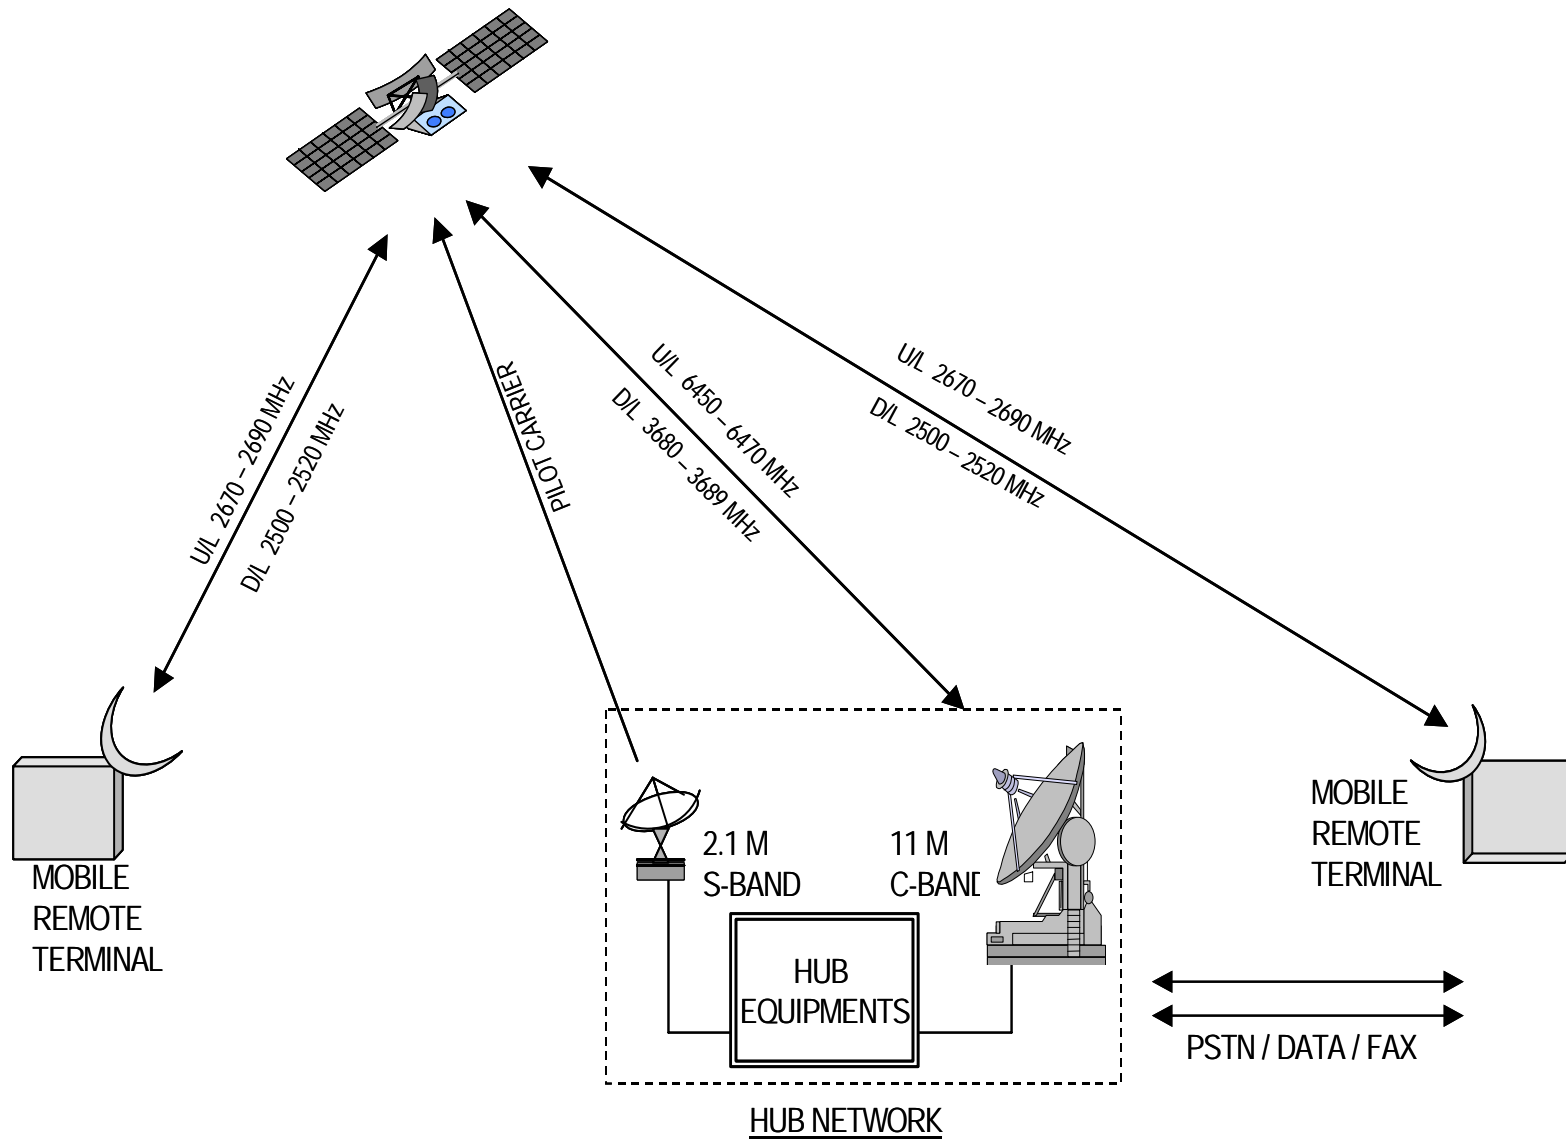 U/L 2670 – 2690 MHz
D/L 2500 – 2520 MHz
PILOT CARRIER
U/L 6450 – 6470 MHz
D/L 3680 – 3689 MHz
U/L 2670 – 2690 MHz
D/L 2500 – 2520 MHz
MOBILE
REMOTE
TERMINAL
2.1 M
S-BAND
11 M
C-BAND
MOBILE
REMOTE
TERMINAL
HUB
EQUIPMENTS
PSTN / DATA / FAX
HUB NETWORK